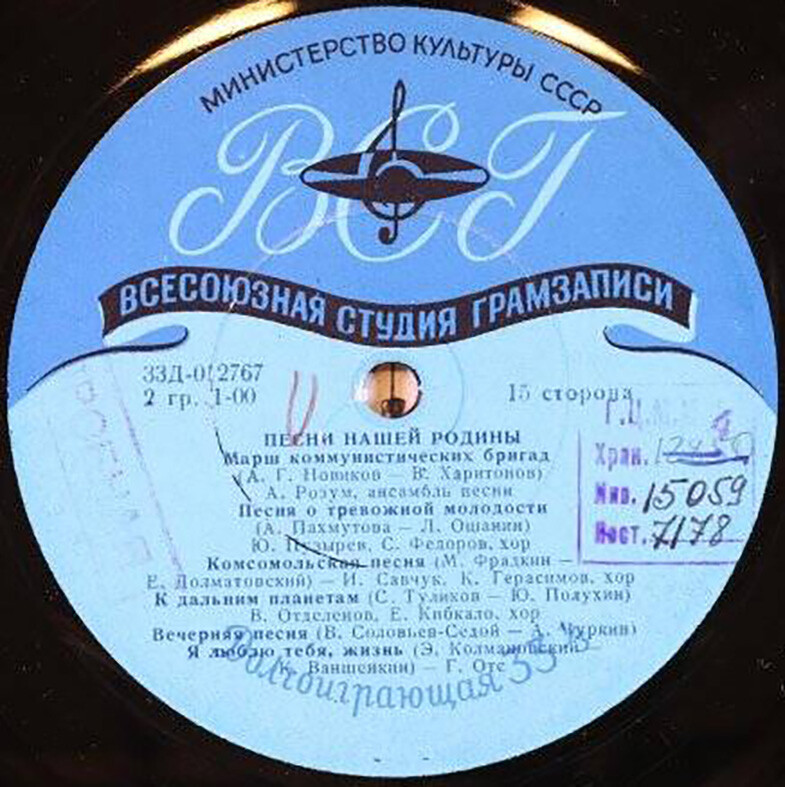 МИНИСТЕРСТВО КУЛЬТУРЫ СССР
ВСГ
ВСЕСОЮЗНАЯ СТУДИЯ ГРАМЗАПИСИ
33Д-012767
2 гр. 1-00
15 сторона
ПЕСНИ НАШЕЙ РОДИНЫ
Марш коммунистических бригад
(А. Г. Новиков — В. Харитонов)
А. Розум, ансамбль песни
Песня о тревожной молодости
(А. Пахмутова — Л. Ошанин)
Ю. Пузырев, С. Федоров, хор
Комсомольская песня (М. Фрадкин —
Е. Долматовский) — И. Савчук, К. Герасимов, хор
К дальним планетам (С. Туликов — Ю. Полухин)
В. Отделенов, Е. Кибкало, хор
Вечерняя песня (В. Соловьев-Седой — А. Чуркин)
Я люблю тебя, жизнь (Э. Колмановский
К. Ваншенкин) — Г. Отс
Долгоиграющая 33
Г.Ц.М.М.
Хран.
Инв. 15059
Пост. 7178